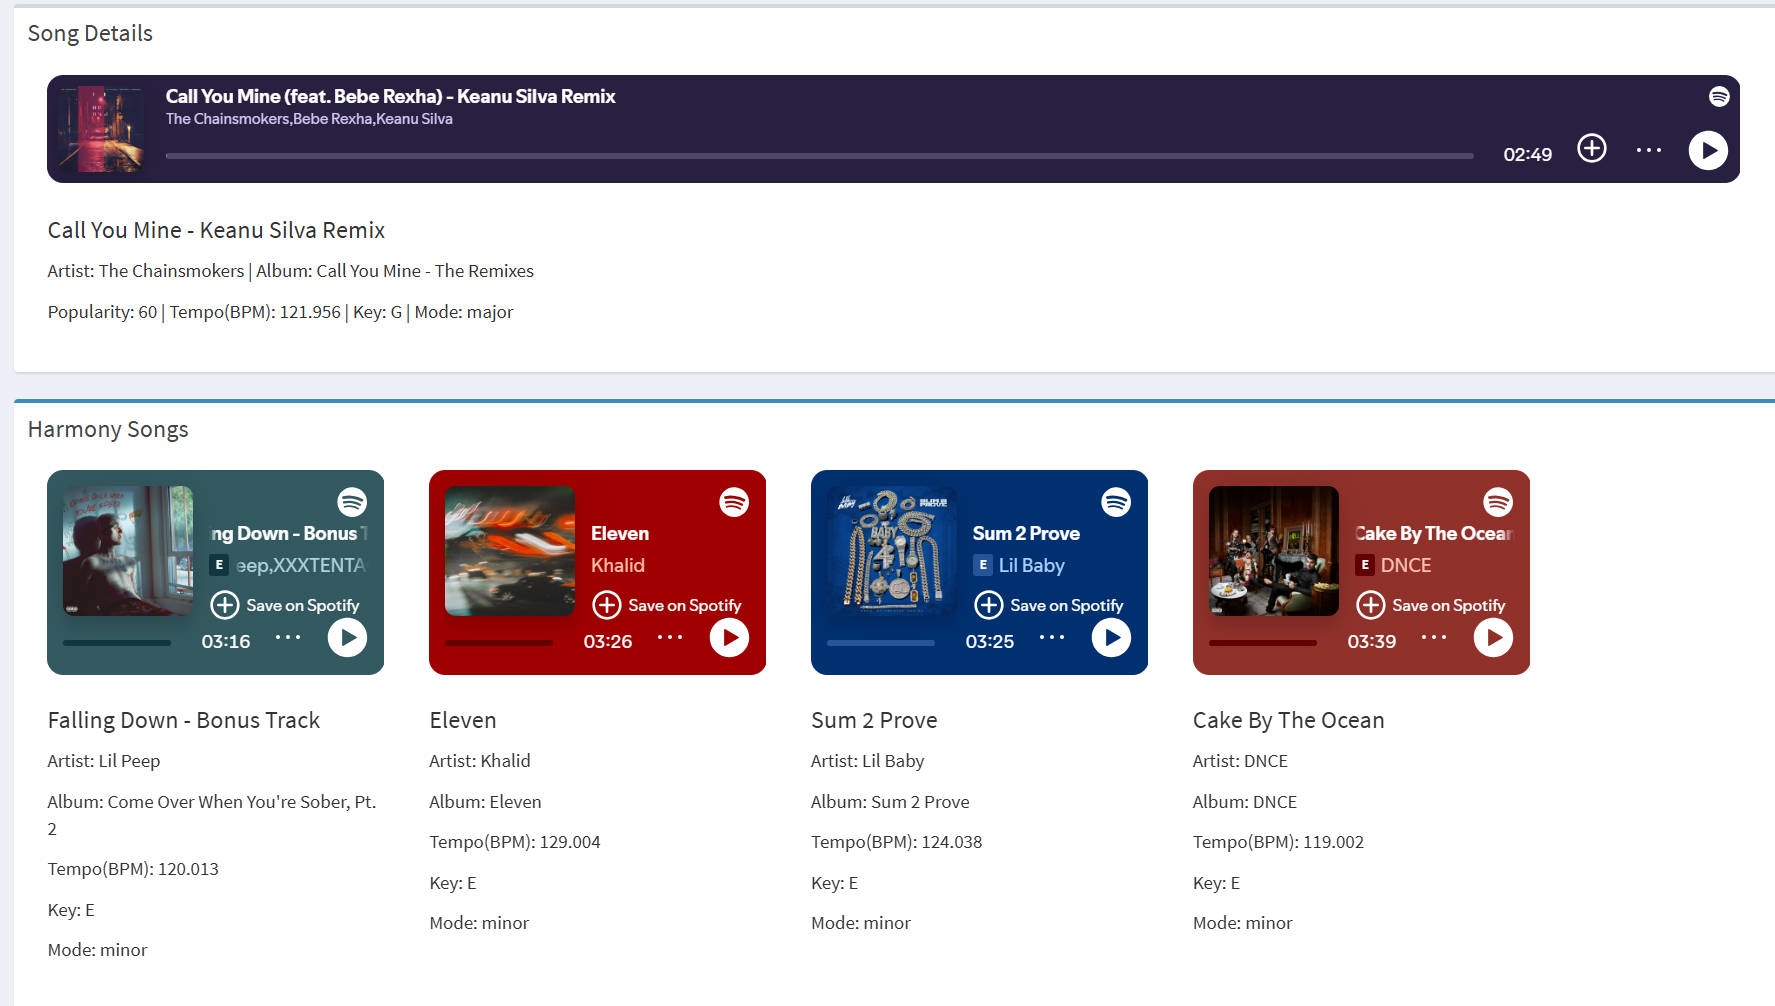 Song Details
Call You Mine (feat. Bebe Rexha) - Keanu Silva Remix
The Chainsmokers,Bebe Rexha,Keanu Silva
02:49
Call You Mine - Keanu Silva Remix
Artist: The Chainsmokers | Album: Call You Mine - The Remixes
Popularity: 60 | Tempo(BPM): 121.956 | Key: G | Mode: major
Harmony Songs
ng Down - Bonus T
E eep,XXXTENTA
Save on Spotify
03:16
Eleven
Khalid
Save on Spotify
03:26
Sum 2 Prove
E Lil Baby
Save on Spotify
03:25
Cake By The Ocean
E DNCE
Save on Spotify
03:39
Falling Down - Bonus Track
Artist: Lil Peep
Album: Come Over When You're Sober, Pt.
2
Tempo(BPM): 120.013
Key: E
Mode: minor
Eleven
Artist: Khalid
Album: Eleven
Tempo(BPM): 129.004
Key: E
Mode: minor
Sum 2 Prove
Artist: Lil Baby
Album: Sum 2 Prove
Tempo(BPM): 124.038
Key: E
Mode: minor
Cake By The Ocean
Artist: DNCE
Album: DNCE
Tempo(BPM): 119.002
Key: E
Mode: minor